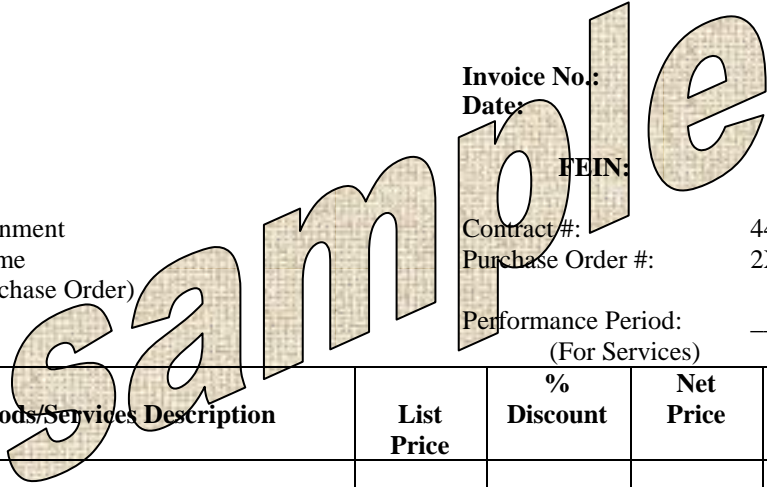 sample
Invoice No.:
Date:
FEIN:
nment Contract #: 44
me Purchase Order #: 2
chase Order)
Performance Period: __
(For Services)
ods/Services Description List Price % Discount Net Price